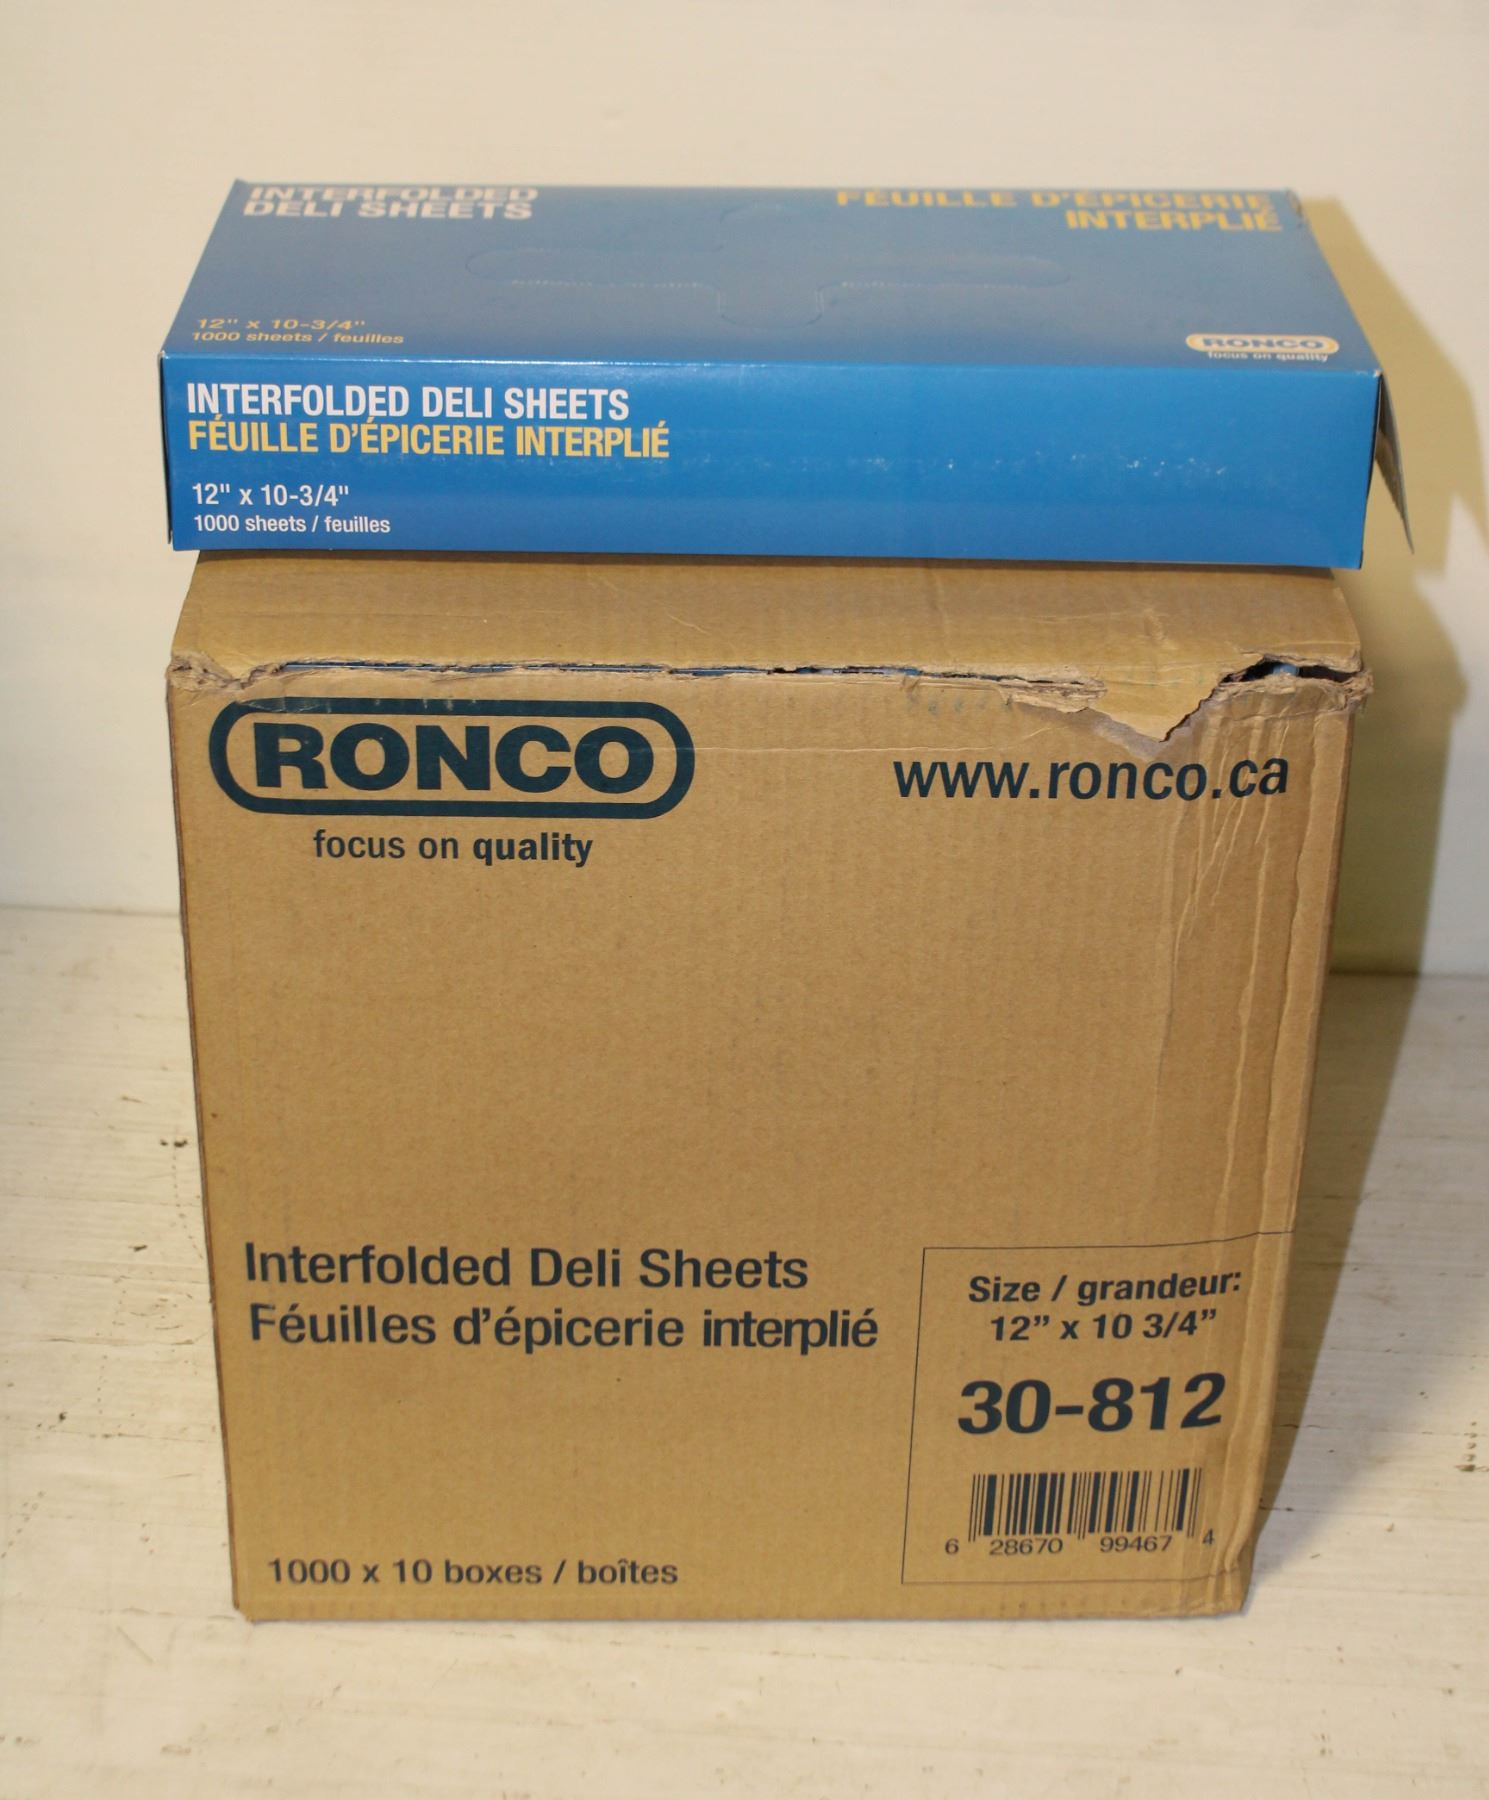 INTERFOLDED
DELI SHEETS
FÉUILLE D'ÉPICERIE
INTERPLIÉ
12" x 10-3/4"
1000 sheets / feuilles
RONCO
focus on quality
INTERFOLDED DELI SHEETS
FÉUILLE D'ÉPICERIE INTERPLIÉ
12" x 10-3/4"
1000 sheets / feuilles
RONCO
focus on quality
www.ronco.ca
Interfolded Deli Sheets
Féuilles d'épicerie interplié
Size / grandeur:
12” x 10 3/4”
30-812
6 28670 99467 4
1000 x 10 boxes / boîtes